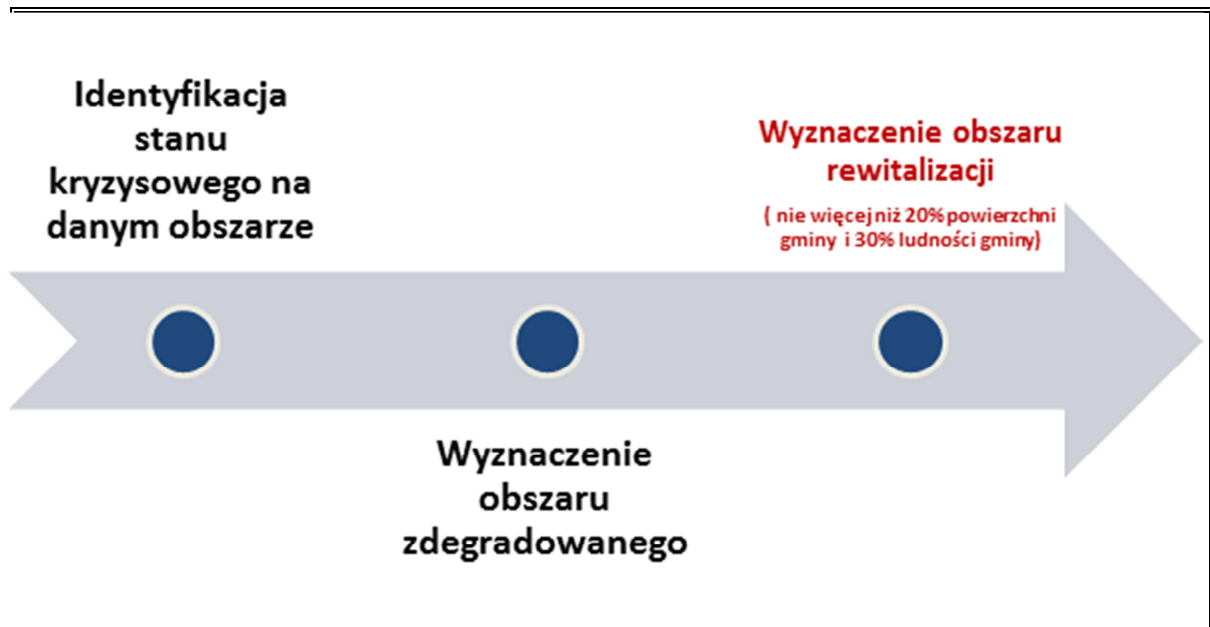 Identyfikacja
stanu
kryzysowego na
danym obszarze
Wyznaczenie
obszaru
zdegradowanego
Wyznaczenie obszaru
rewitalizacji
( nie więcej niż 20% powierzchni
gminy i 30% ludności gminy)